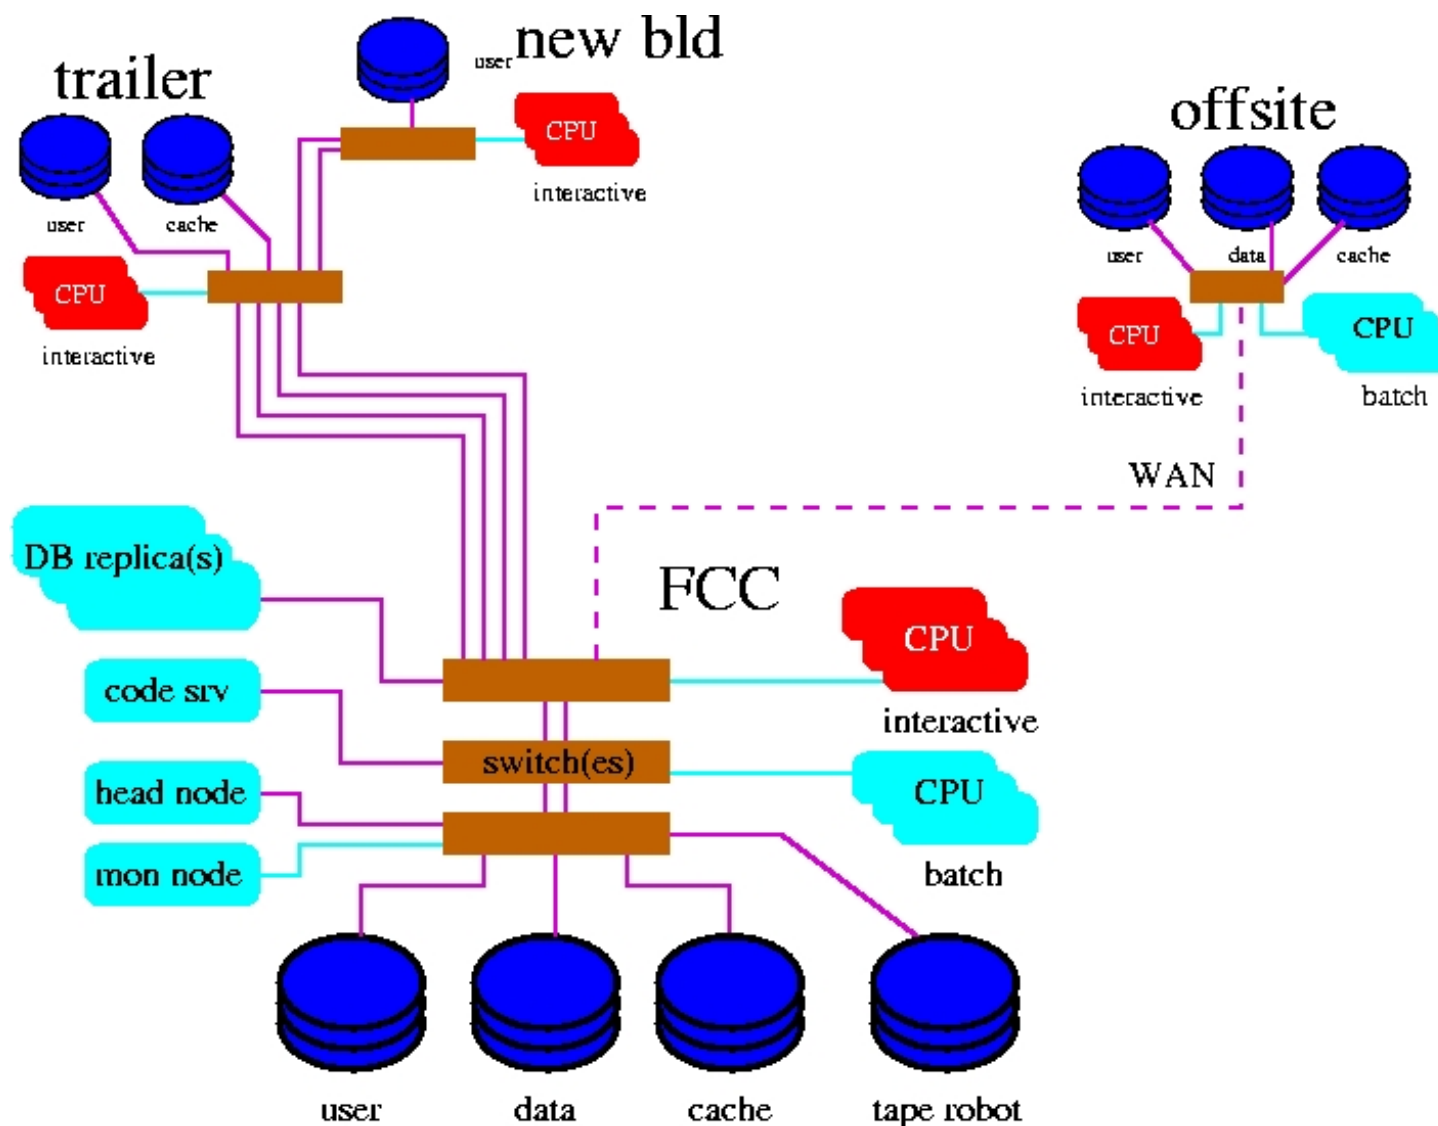 new bld
user
trailer
CPU
interactive
offsite
user
cache
user
data
cache
CPU
interactive
CPU
interactive
CPU
batch
WAN
DB replica(s)
FCC
CPU
interactive
code srv
switch(es)
head node
CPU
batch
mon node
user
data
cache
tape robot